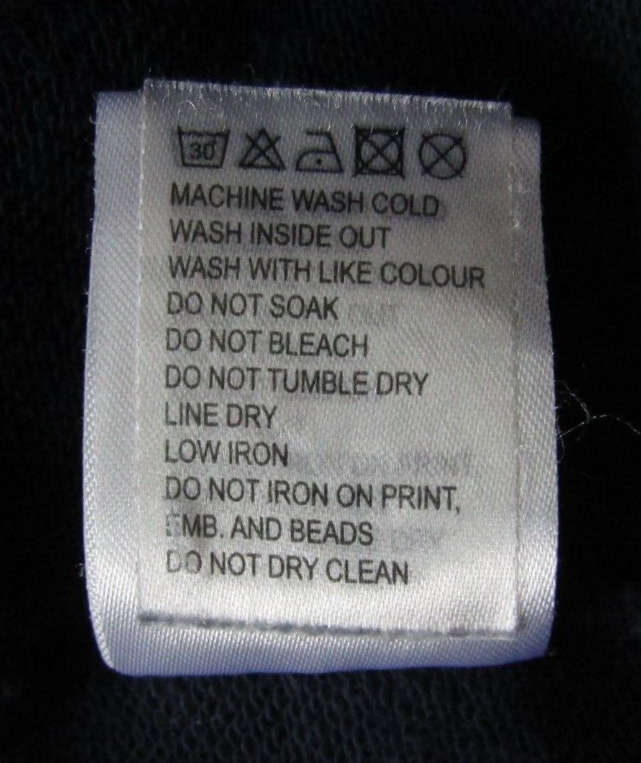 30
MACHINE WASH COLD
WASH INSIDE OUT
WASH WITH LIKE COLOUR
DO NOT SOAK
DO NOT BLEACH
DO NOT TUMBLE DRY
LINE DRY
LOW IRON
DO NOT IRON ON PRINT,
EMB. AND BEADS
DO NOT DRY CLEAN